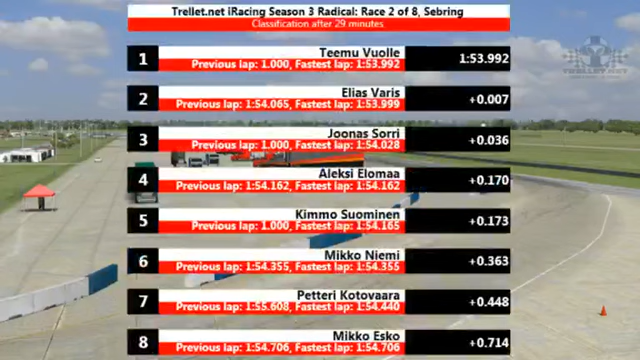 Trellet.net iRacing Season 3 Radical: Race 2 of 8, Sebring
Classification after 29 minutes
1 Teemu Vuolle 1:53.992
Previous lap: 1.000, Fastest lap: 1:53.992
2 Elias Varis +0.007
Previous lap: 1:54.065, Fastest lap: 1:53.999
3 Joonas Sorri +0.036
Previous lap: 1.000, Fastest lap: 1:54.028
4 Aleksi Elomaa +0.170
Previous lap: 1:54.162, Fastest lap: 1:54.162
5 Kimmo Suominen +0.173
Previous lap: 1.000, Fastest lap: 1:54.165
6 Mikko Niemi +0.363
Previous lap: 1:54.355, Fastest lap: 1:54.355
7 Petteri Kotovaara +0.448
Previous lap: 1:55.608, Fastest lap: 1:54.440
8 Mikko Esko +0.714
Previous lap: 1:54.706, Fastest lap: 1:54.706
TRELLET.NET